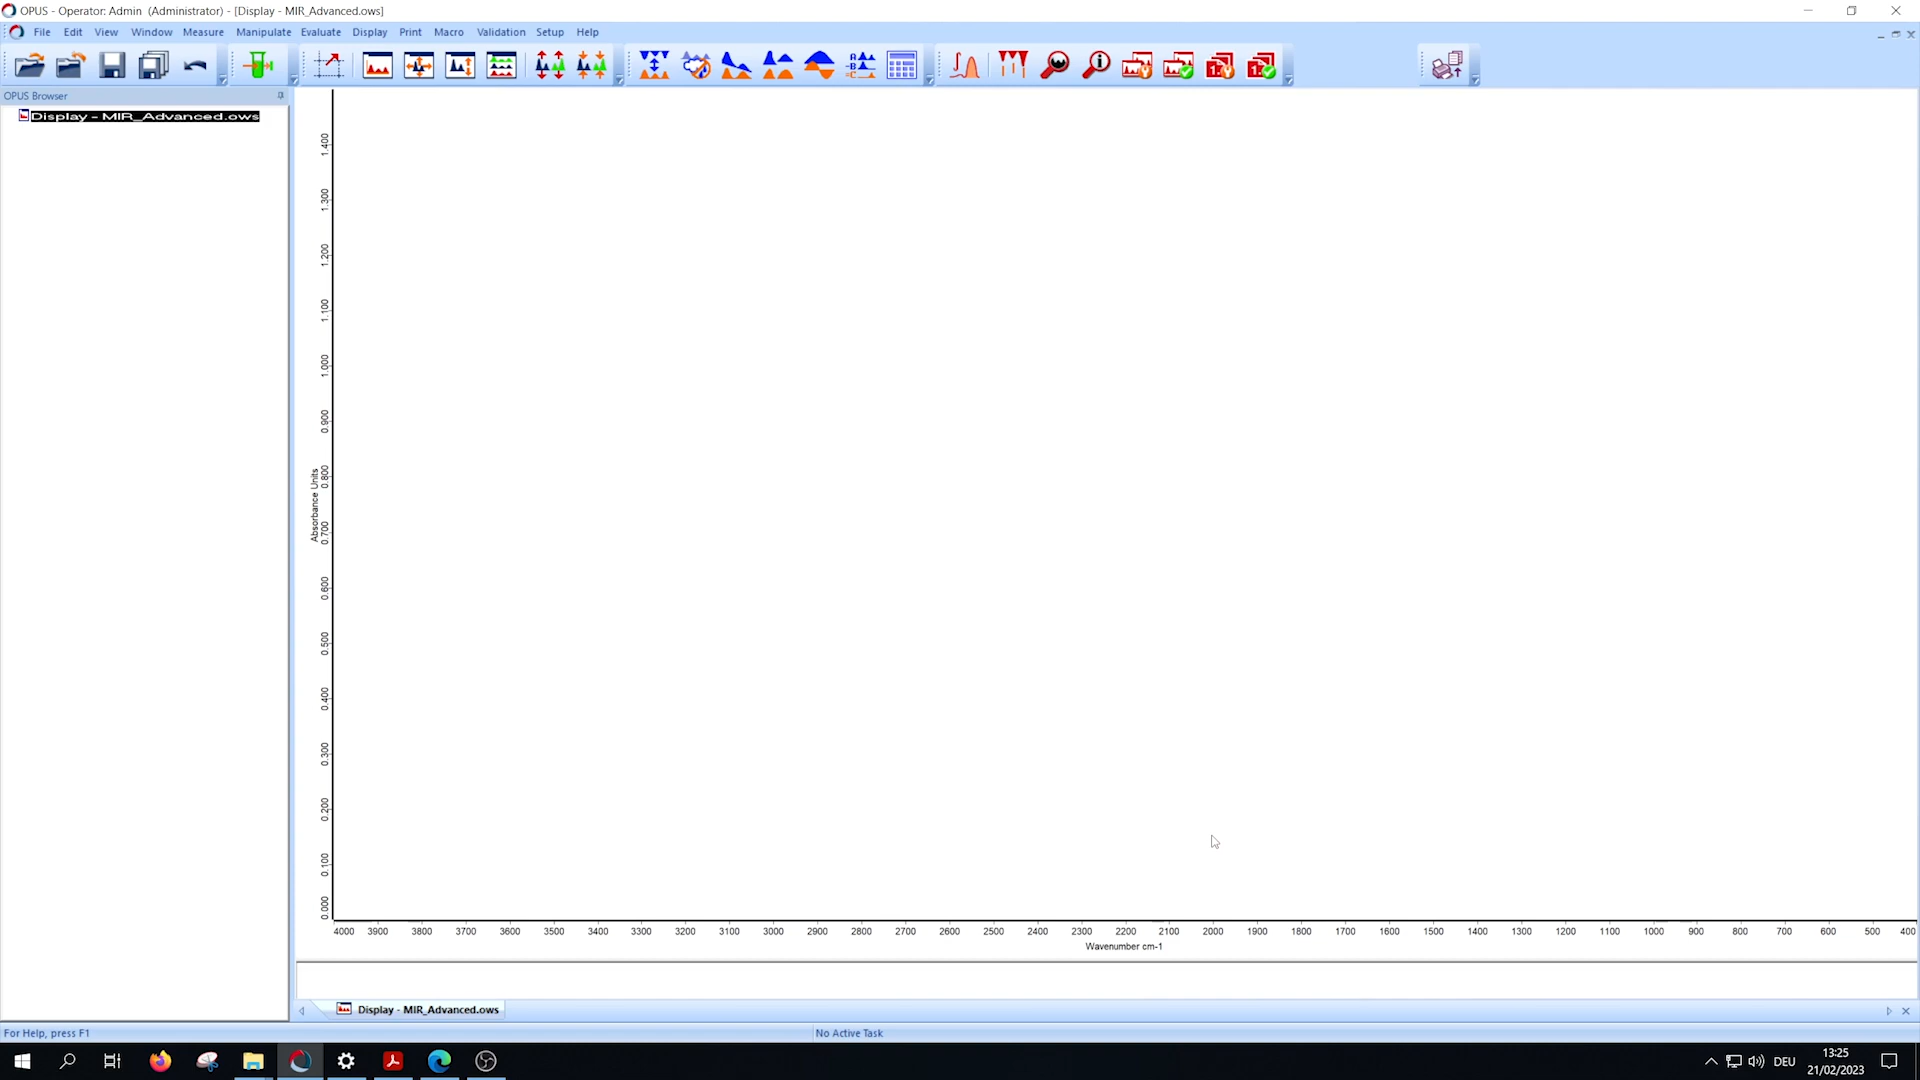 OPUS - Operator: Admin (Administrator) - [Display - MIR_Advanced.ows]
File Edit View Window Measure Manipulate Evaluate Display Print Macro Validation Setup Help
OPUS Browser
Display - MIR_Advanced.ows
1.400
1.300
1.200
1.100
1.000
0.900
0.800
0.700
0.600
0.500
0.400
0.300
0.200
0.100
0.000
Absorbance Units
4000 3900 3800 3700 3600 3500 3400 3300 3200 3100 3000 2900 2800 2700 2600 2500 2400 2300 2200 2100 2000 1900 1800 1700 1600 1500 1400 1300 1200 1100 1000 900 800 700 600 500 400
Wavenumber cm-1
Display - MIR_Advanced.ows
For Help, press F1
No Active Task
DEU
13:25
21/02/2023